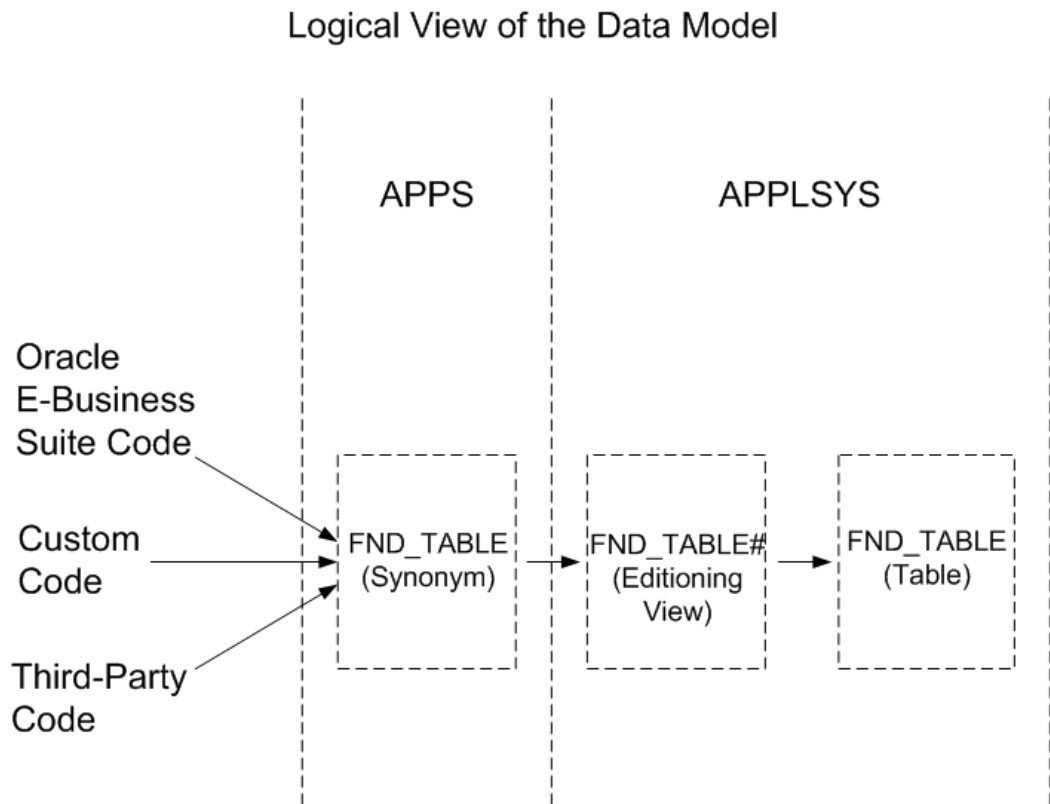 Logical View of the Data Model
APPS
APPLSYS
Oracle
E-Business
Suite Code
Custom
Code
Third-Party
Code
FND_TABLE
(Synonym)
FND_TABLE#
(Editioning
View)
FND_TABLE
(Table)